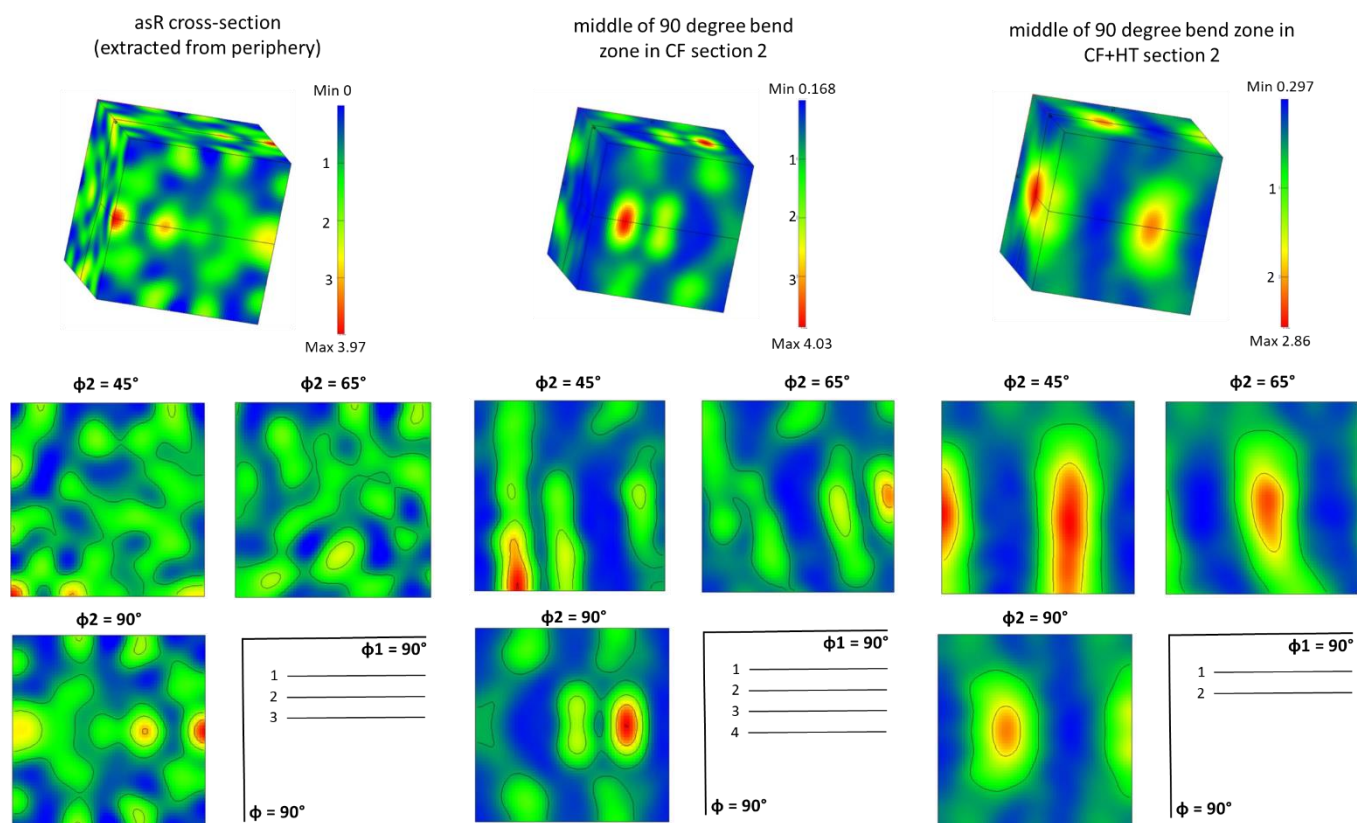 asR cross-section
(extracted from periphery)
Min 0
1
2
3
Max 3.97
middle of 90 degree bend
zone in CF section 2
Min 0.168
1
2
3
Max 4.03
middle of 90 degree bend zone in
CF+HT section 2
Min 0.297
1
2
Max 2.86
ϕ2 = 45°
ϕ2 = 65°
ϕ2 = 45°
ϕ2 = 65°
ϕ2 = 45°
ϕ2 = 65°
ϕ2 = 90°
ϕ1 = 90°
1
2
3
ϕ = 90°
ϕ2 = 90°
ϕ1 = 90°
1
2
3
4
ϕ = 90°
ϕ2 = 90°
ϕ1 = 90°
1
2
ϕ = 90°